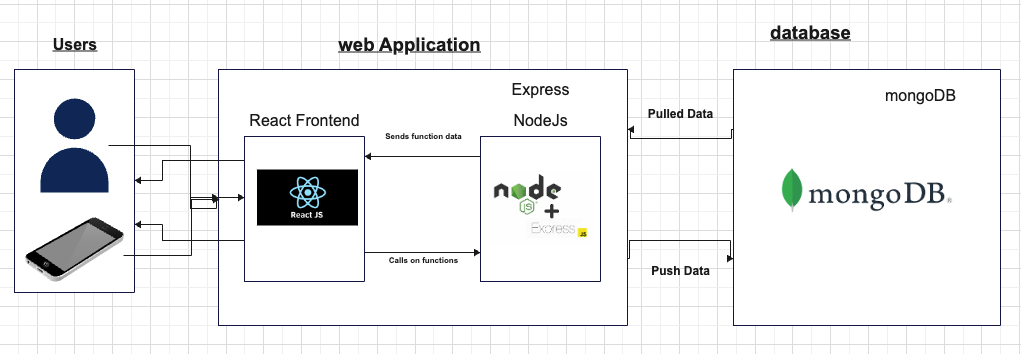 Users
web Application
database
Express
NodeJs
React Frontend
mongoDB
Pulled Data
Sends function data
React JS
node
JS
+
Express
JS
mongoDB®
Calls on functions
Push Data